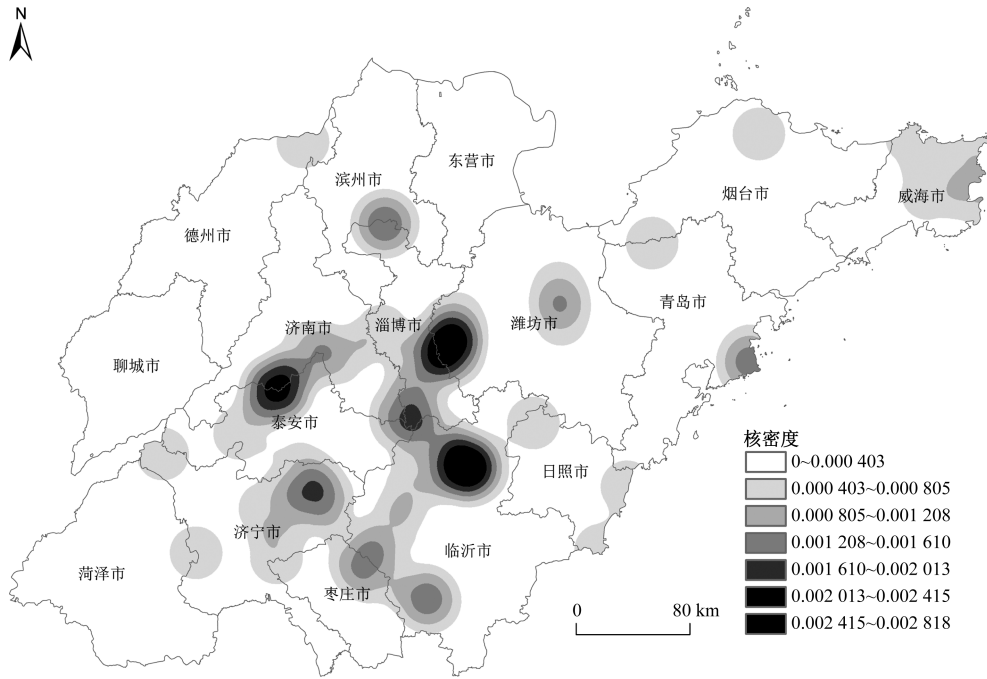 N
东营市
滨州市
烟台市
威海市
德州市
青岛市
济南市
淄博市
潍坊市
聊城市
泰安市
日照市
济宁市
临沂市
菏泽市
枣庄市
核密度
0~0.000 403
0.000 403~0.000 805
0.000 805~0.001 208
0.001 208~0.001 610
0.001 610~0.002 013
0.002 013~0.002 415
0.002 415~0.002 818
0 80 km